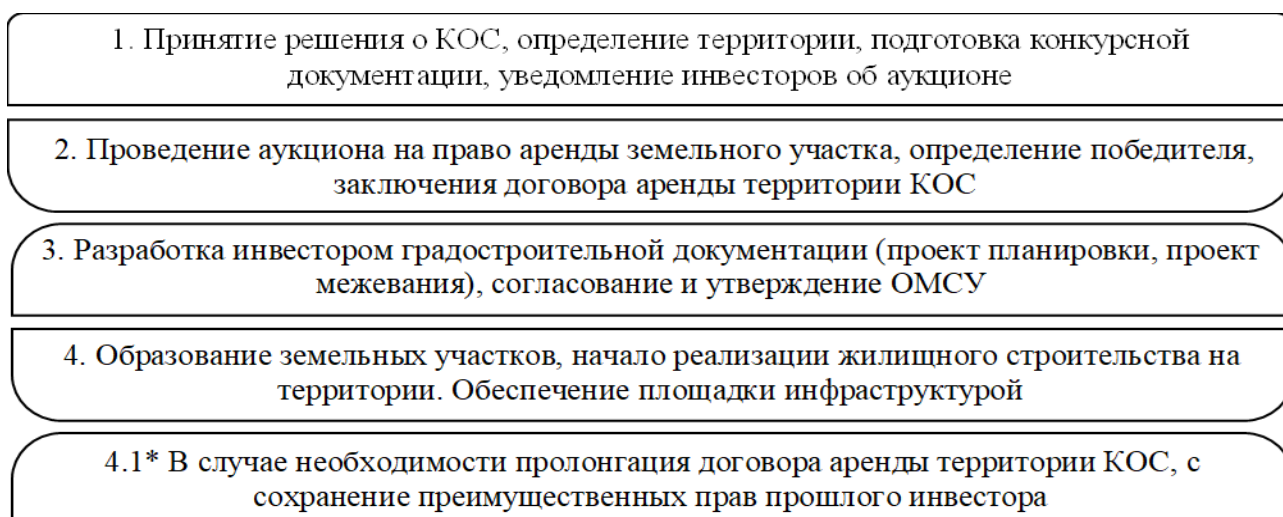 1. Принятие решения о КОС, определение территории, подготовка конкурсной
документации, уведомление инвесторов об аукционе
2. Проведение аукциона на право аренды земельного участка, определение победителя,
заключения договора аренды территории КОС
3. Разработка инвестором градостроительной документации (проект планировки, проект
межевания), согласование и утверждение ОМСУ
4. Образование земельных участков, начало реализации жилищного строительства на
территории. Обеспечение площадки инфраструктурой
4.1* В случае необходимости пролонгация договора аренды территории КОС, с
сохранение преимущественных прав прошлого инвестора